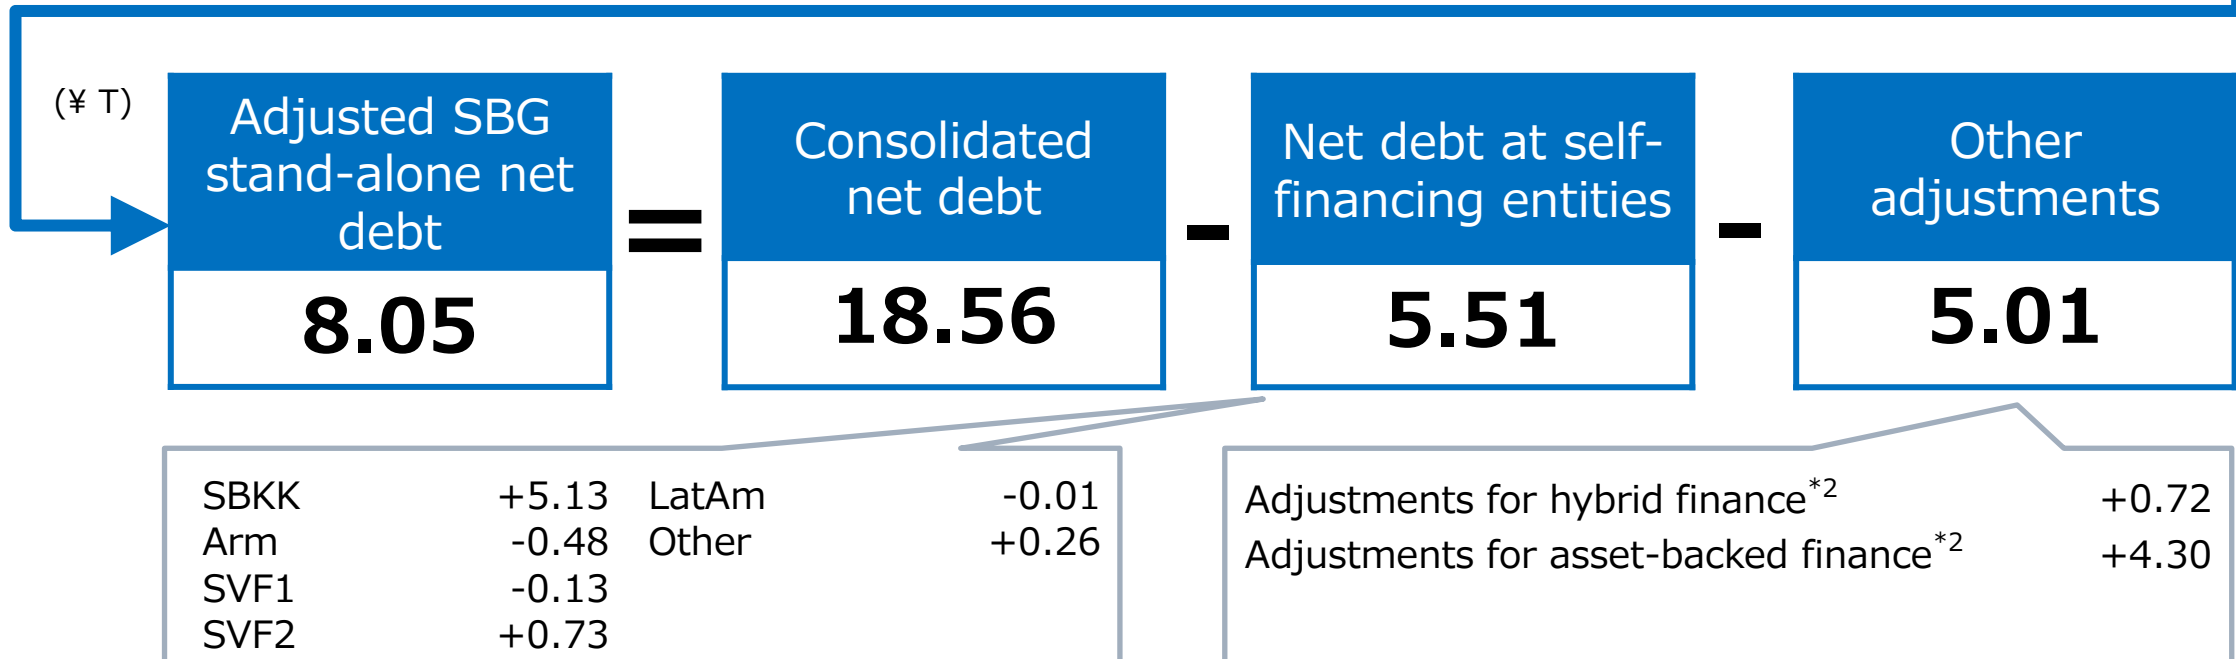 (¥ T)
Adjusted SBG
stand-alone net
debt
8.05
=
Consolidated
net debt
18.56
-
Net debt at self-
financing entities
5.51
-
Other
adjustments
5.01
SBKK +5.13 LatAm -0.01
Arm -0.48 Other +0.26
SVF1 -0.13
SVF2 +0.73
Adjustments for hybrid finance*2 +0.72
Adjustments for asset-backed finance*2 +4.30